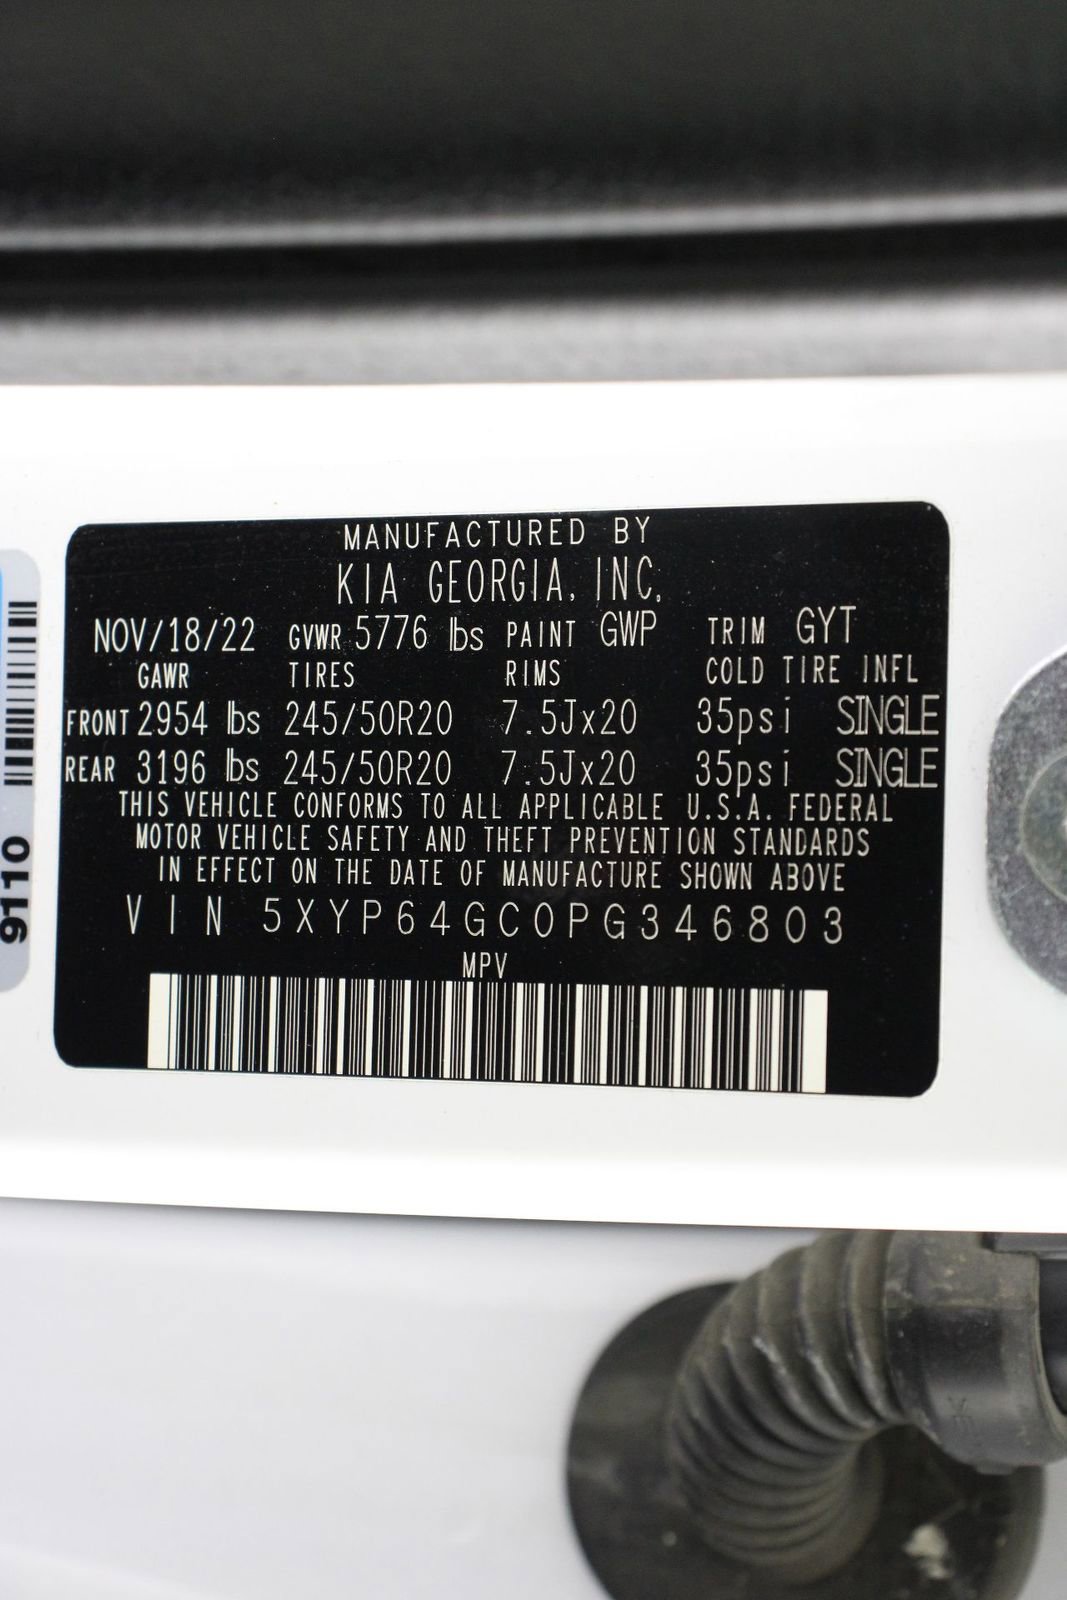 MANUFACTURED BY
KIA GEORGIA, INC.
NOV/18/22 GVWR 5776 lbs PAINT GWP TRIM GYT
GAWR TIRES RIMS COLD TIRE INFL
FRONT 2954 lbs 245/50R20 7.5Jx20 35psi SINGLE
REAR 3196 lbs 245/50R20 7.5Jx20 35psi SINGLE
THIS VEHICLE CONFORMS TO ALL APPLICABLE U.S.A. FEDERAL
MOTOR VEHICLE SAFETY AND THEFT PREVENTION STANDARDS
IN EFFECT ON THE DATE OF MANUFACTURE SHOWN ABOVE
VIN 5XYP64GC0PG346803
MPV
9110